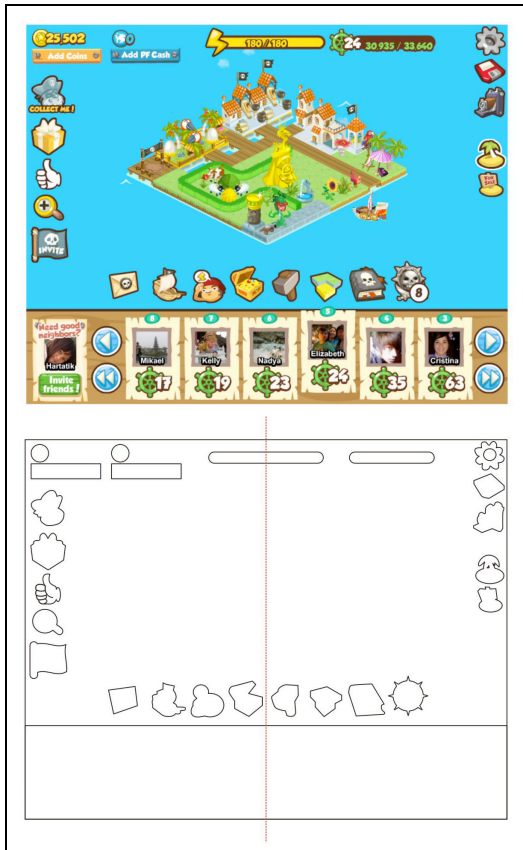 25,502
0
180/180
24 30 935 / 33 640
Add Coins
Add PF Cash
COLLECT ME !
INVITE
8
Need good neighbors?
Hartatik
Invite friends !
8
Mikael
17
7
Kelly
19
6
Nadya
23
5
Elizabeth
24
4
35
3
Cristina
63